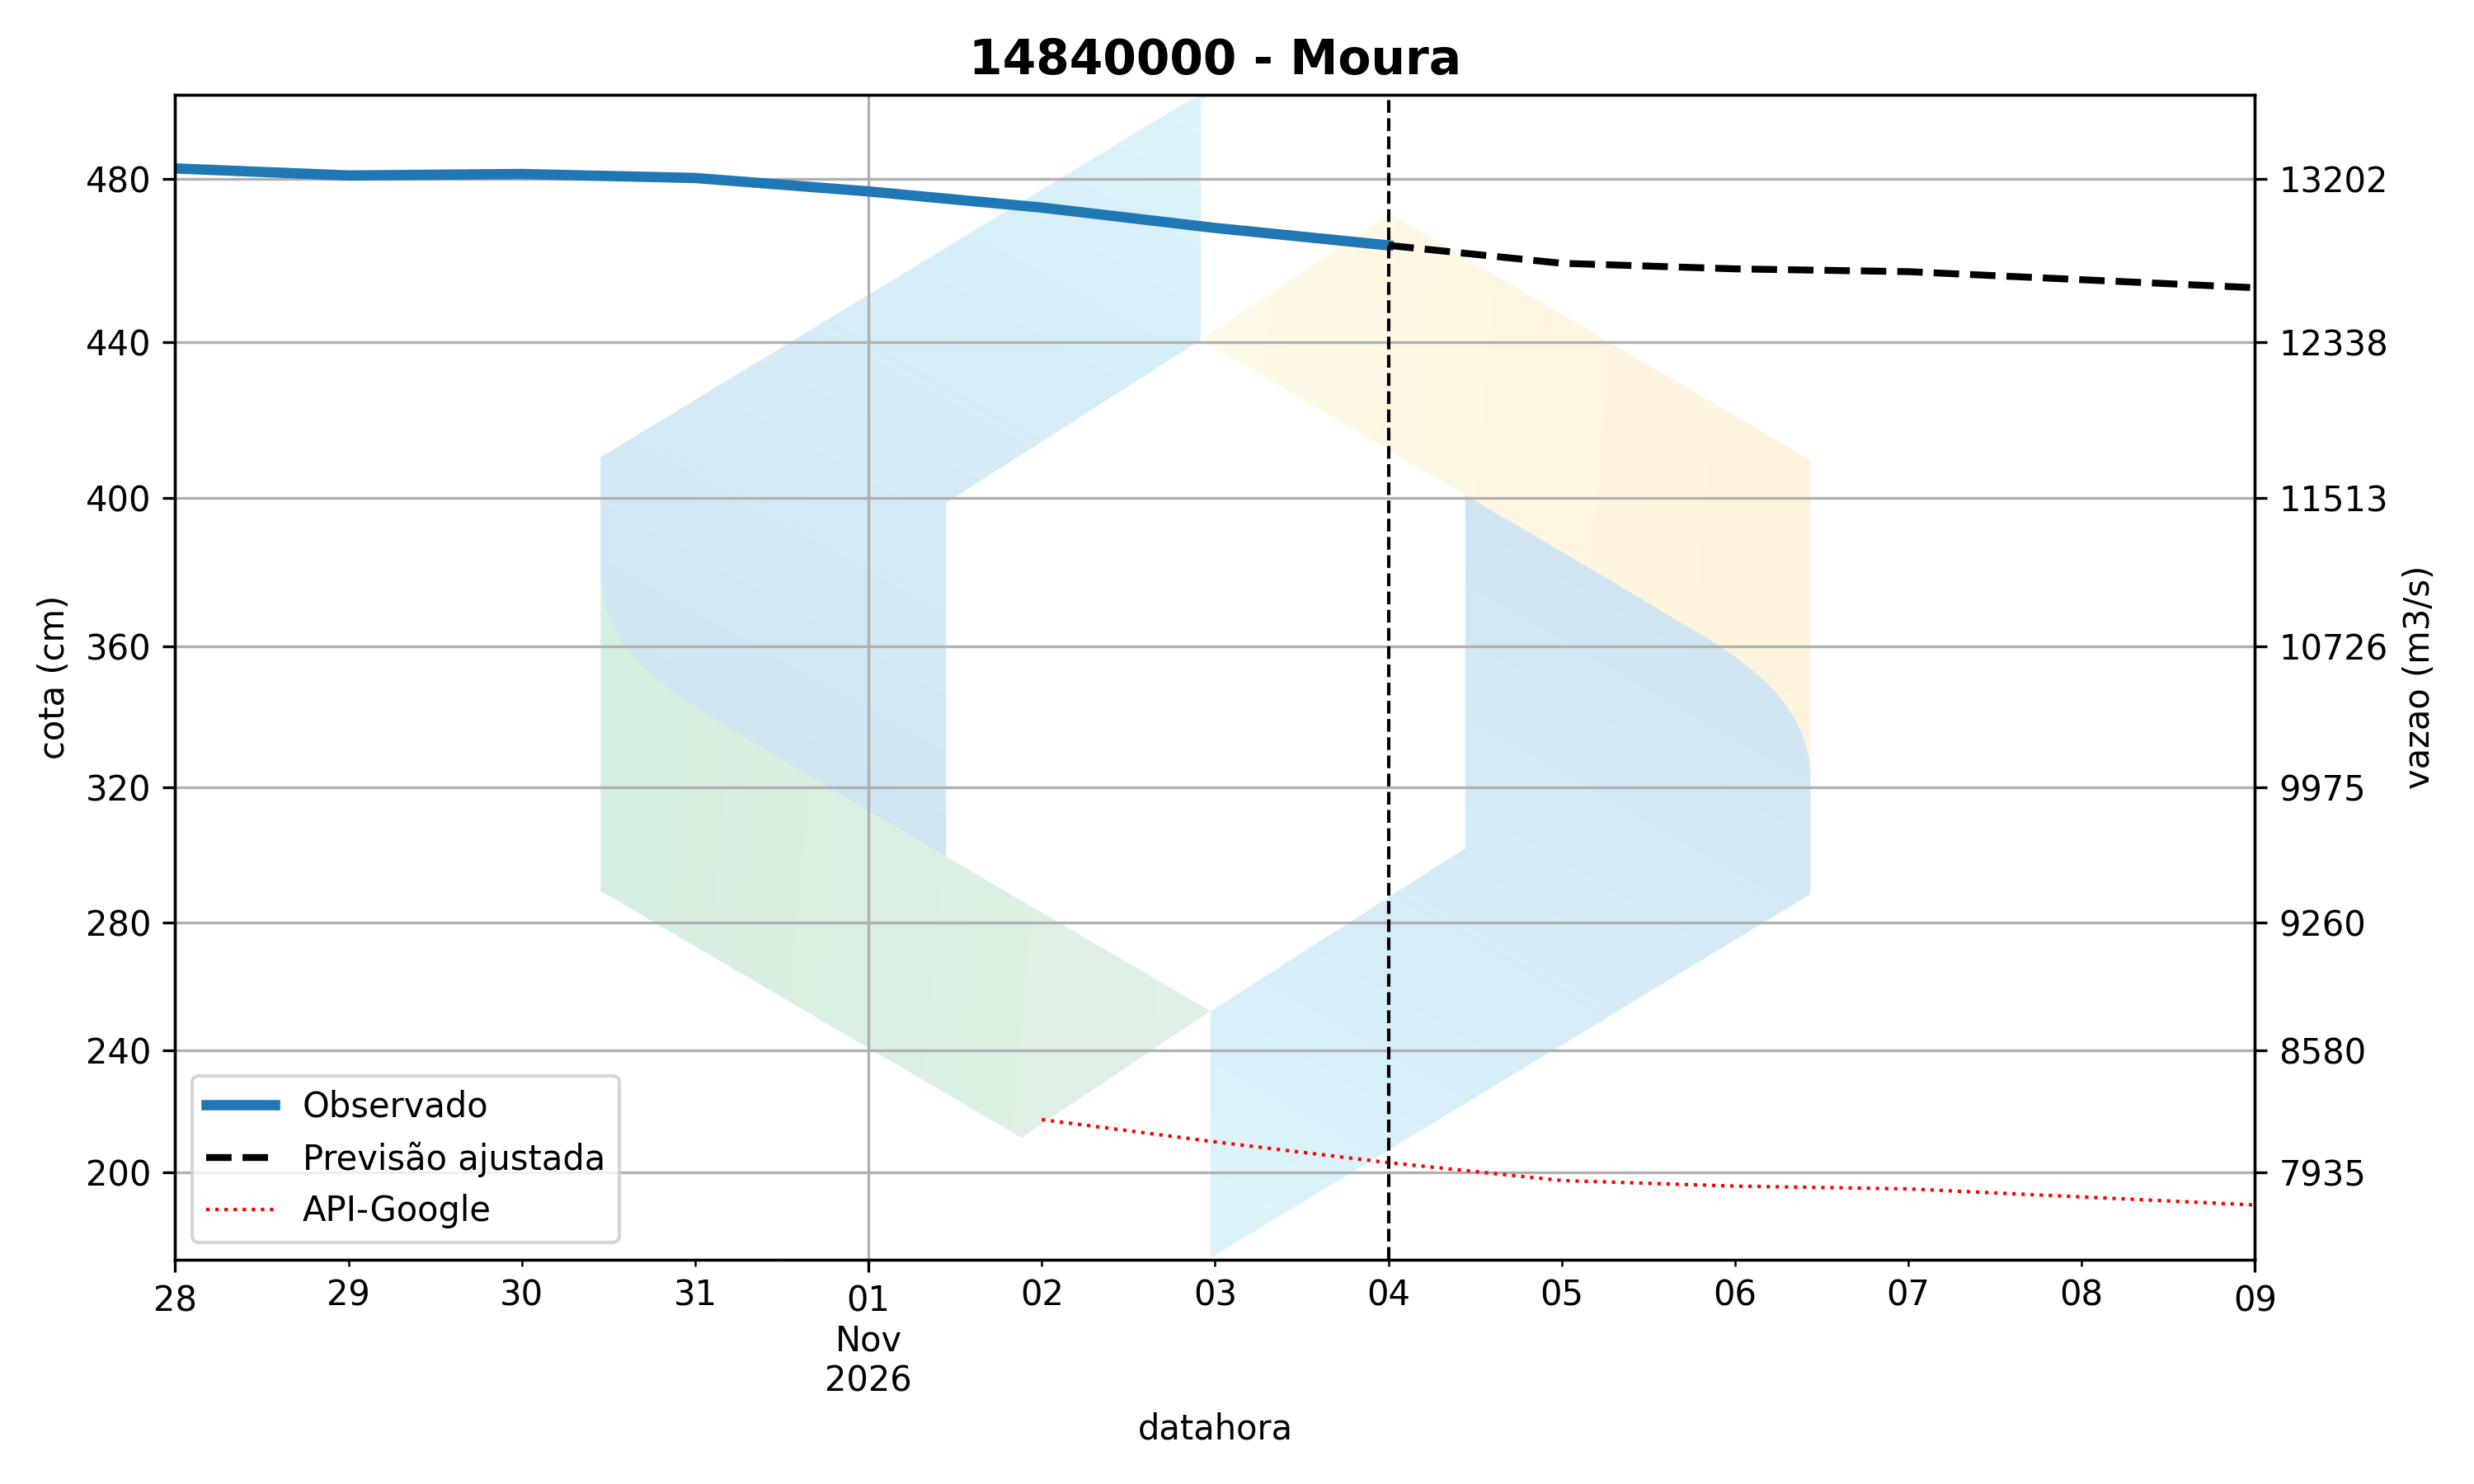 14840000 - Moura
480
440
400
360
320
280
240
200
cota (cm)
13202
12338
11513
10726
9975
9260
8580
7935
vazao (m3/s)
Observado
Previsão ajustada
API-Google
28 29 30 31 01 02 03 04 05 06 07 08 09
Nov
2026
datahora